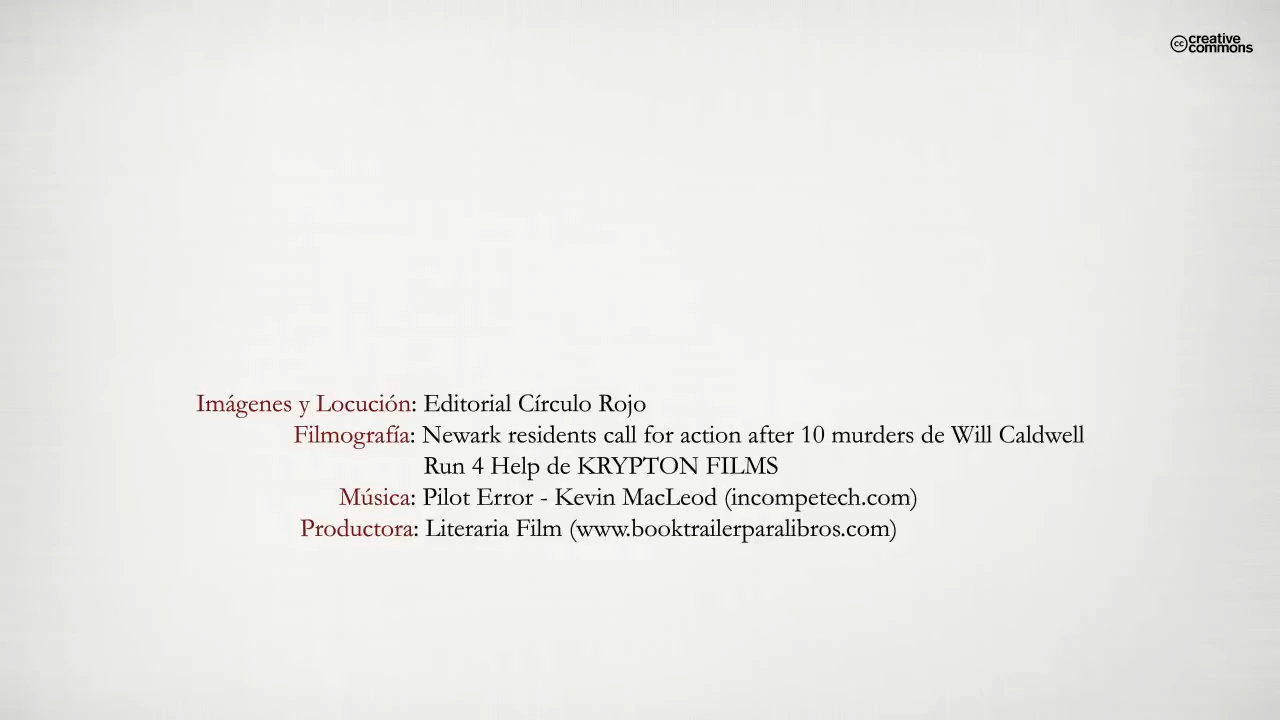 cc creative
commons
Imágenes y Locución: Editorial Círculo Rojo
Filmografía: Newark residents call for action after 10 murders de Will Caldwell
Run 4 Help de KRYPTON FILMS
Música: Pilot Error - Kevin MacLeod (incompetech.com)
Productora: Literaria Film (www.booktrailerparalibros.com)